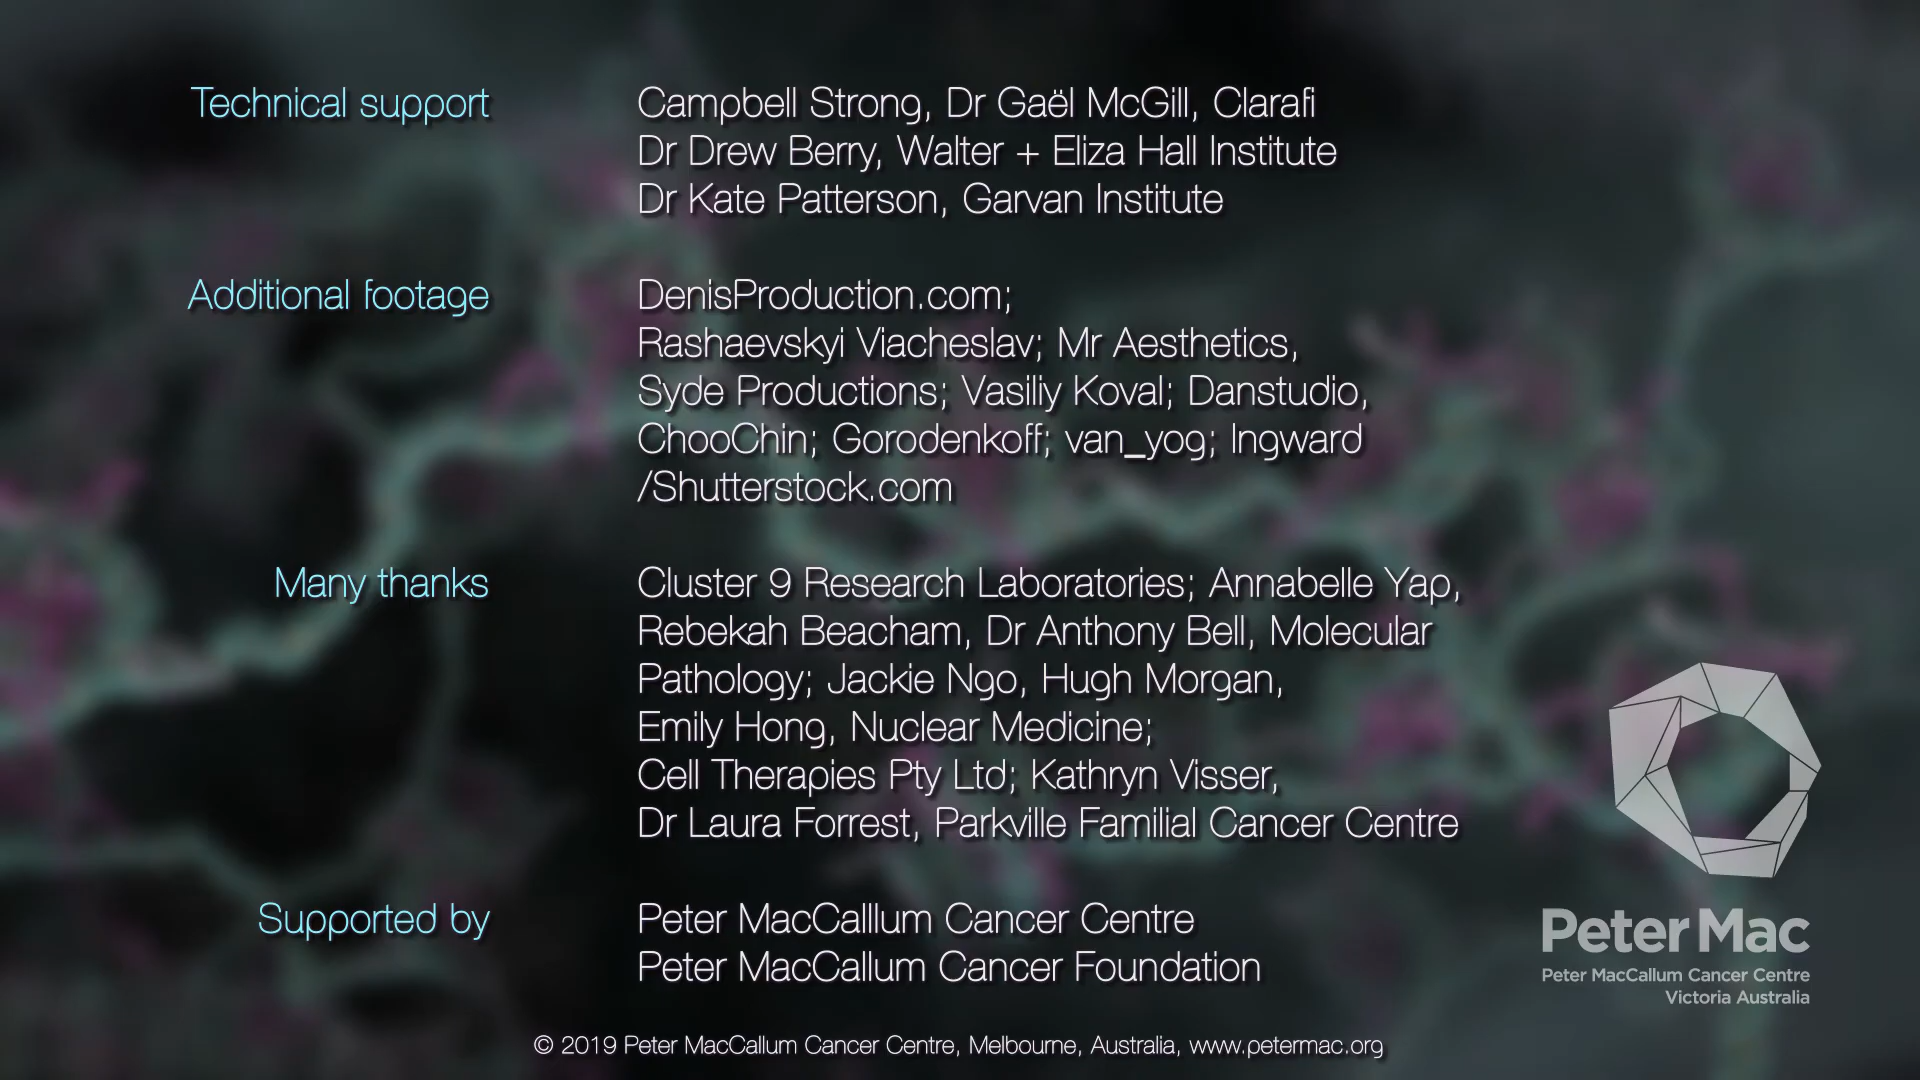 Technical support
Campbell Strong, Dr Gaël McGill, Clarafi
Dr Drew Berry, Walter + Eliza Hall Institute
Dr Kate Patterson, Garvan Institute
Additional footage
DenisProduction.com;
Rashaevskyi Viacheslav; Mr Aesthetics,
Syde Productions; Vasiliy Koval; Danstudio,
ChooChin; Gorodenkoff; van_yog; Ingward
/Shutterstock.com
Many thanks
Cluster 9 Research Laboratories; Annabelle Yap,
Rebekah Beacham, Dr Anthony Bell, Molecular
Pathology; Jackie Ngo, Hugh Morgan,
Emily Hong, Nuclear Medicine;
Cell Therapies Pty Ltd; Kathryn Visser,
Dr Laura Forrest, Parkville Familial Cancer Centre
Supported by
Peter MacCalllum Cancer Centre
Peter MacCallum Cancer Foundation
Peter Mac
Peter MacCallum Cancer Centre
Victoria Australia
© 2019 Peter MacCallum Cancer Centre, Melbourne, Australia, www.petermac.org